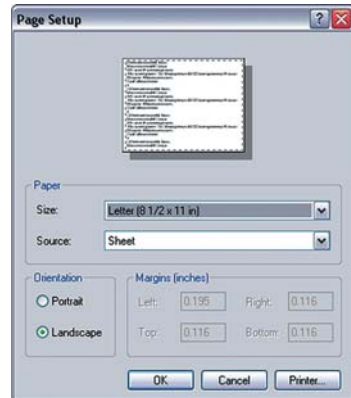 Page Setup
Paper
Size: Letter (8 1/2 x 11 in)
Source: Sheet
Orientation
Portrait
Landscape
Margins (inches)
Left: 0.195 Right: 0.116
Top: 0.116 Bottom: 0.116
OK Cancel Printer...